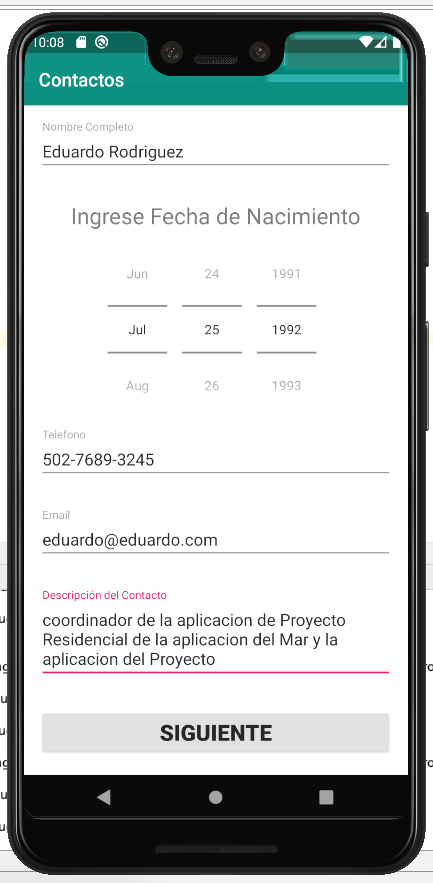 10:08
Contactos
Nombre Completo
Eduardo Rodriguez
Ingrese Fecha de Nacimiento
Jun 24 1991
Jul 25 1992
Aug 26 1993
Telefono
502-7689-3245
Email
eduardo@eduardo.com
Descripción del Contacto
coordinador de la aplicacion de Proyecto
Residencial de la aplicacion del Mar y la
aplicacion del Proyecto
SIGUIENTE